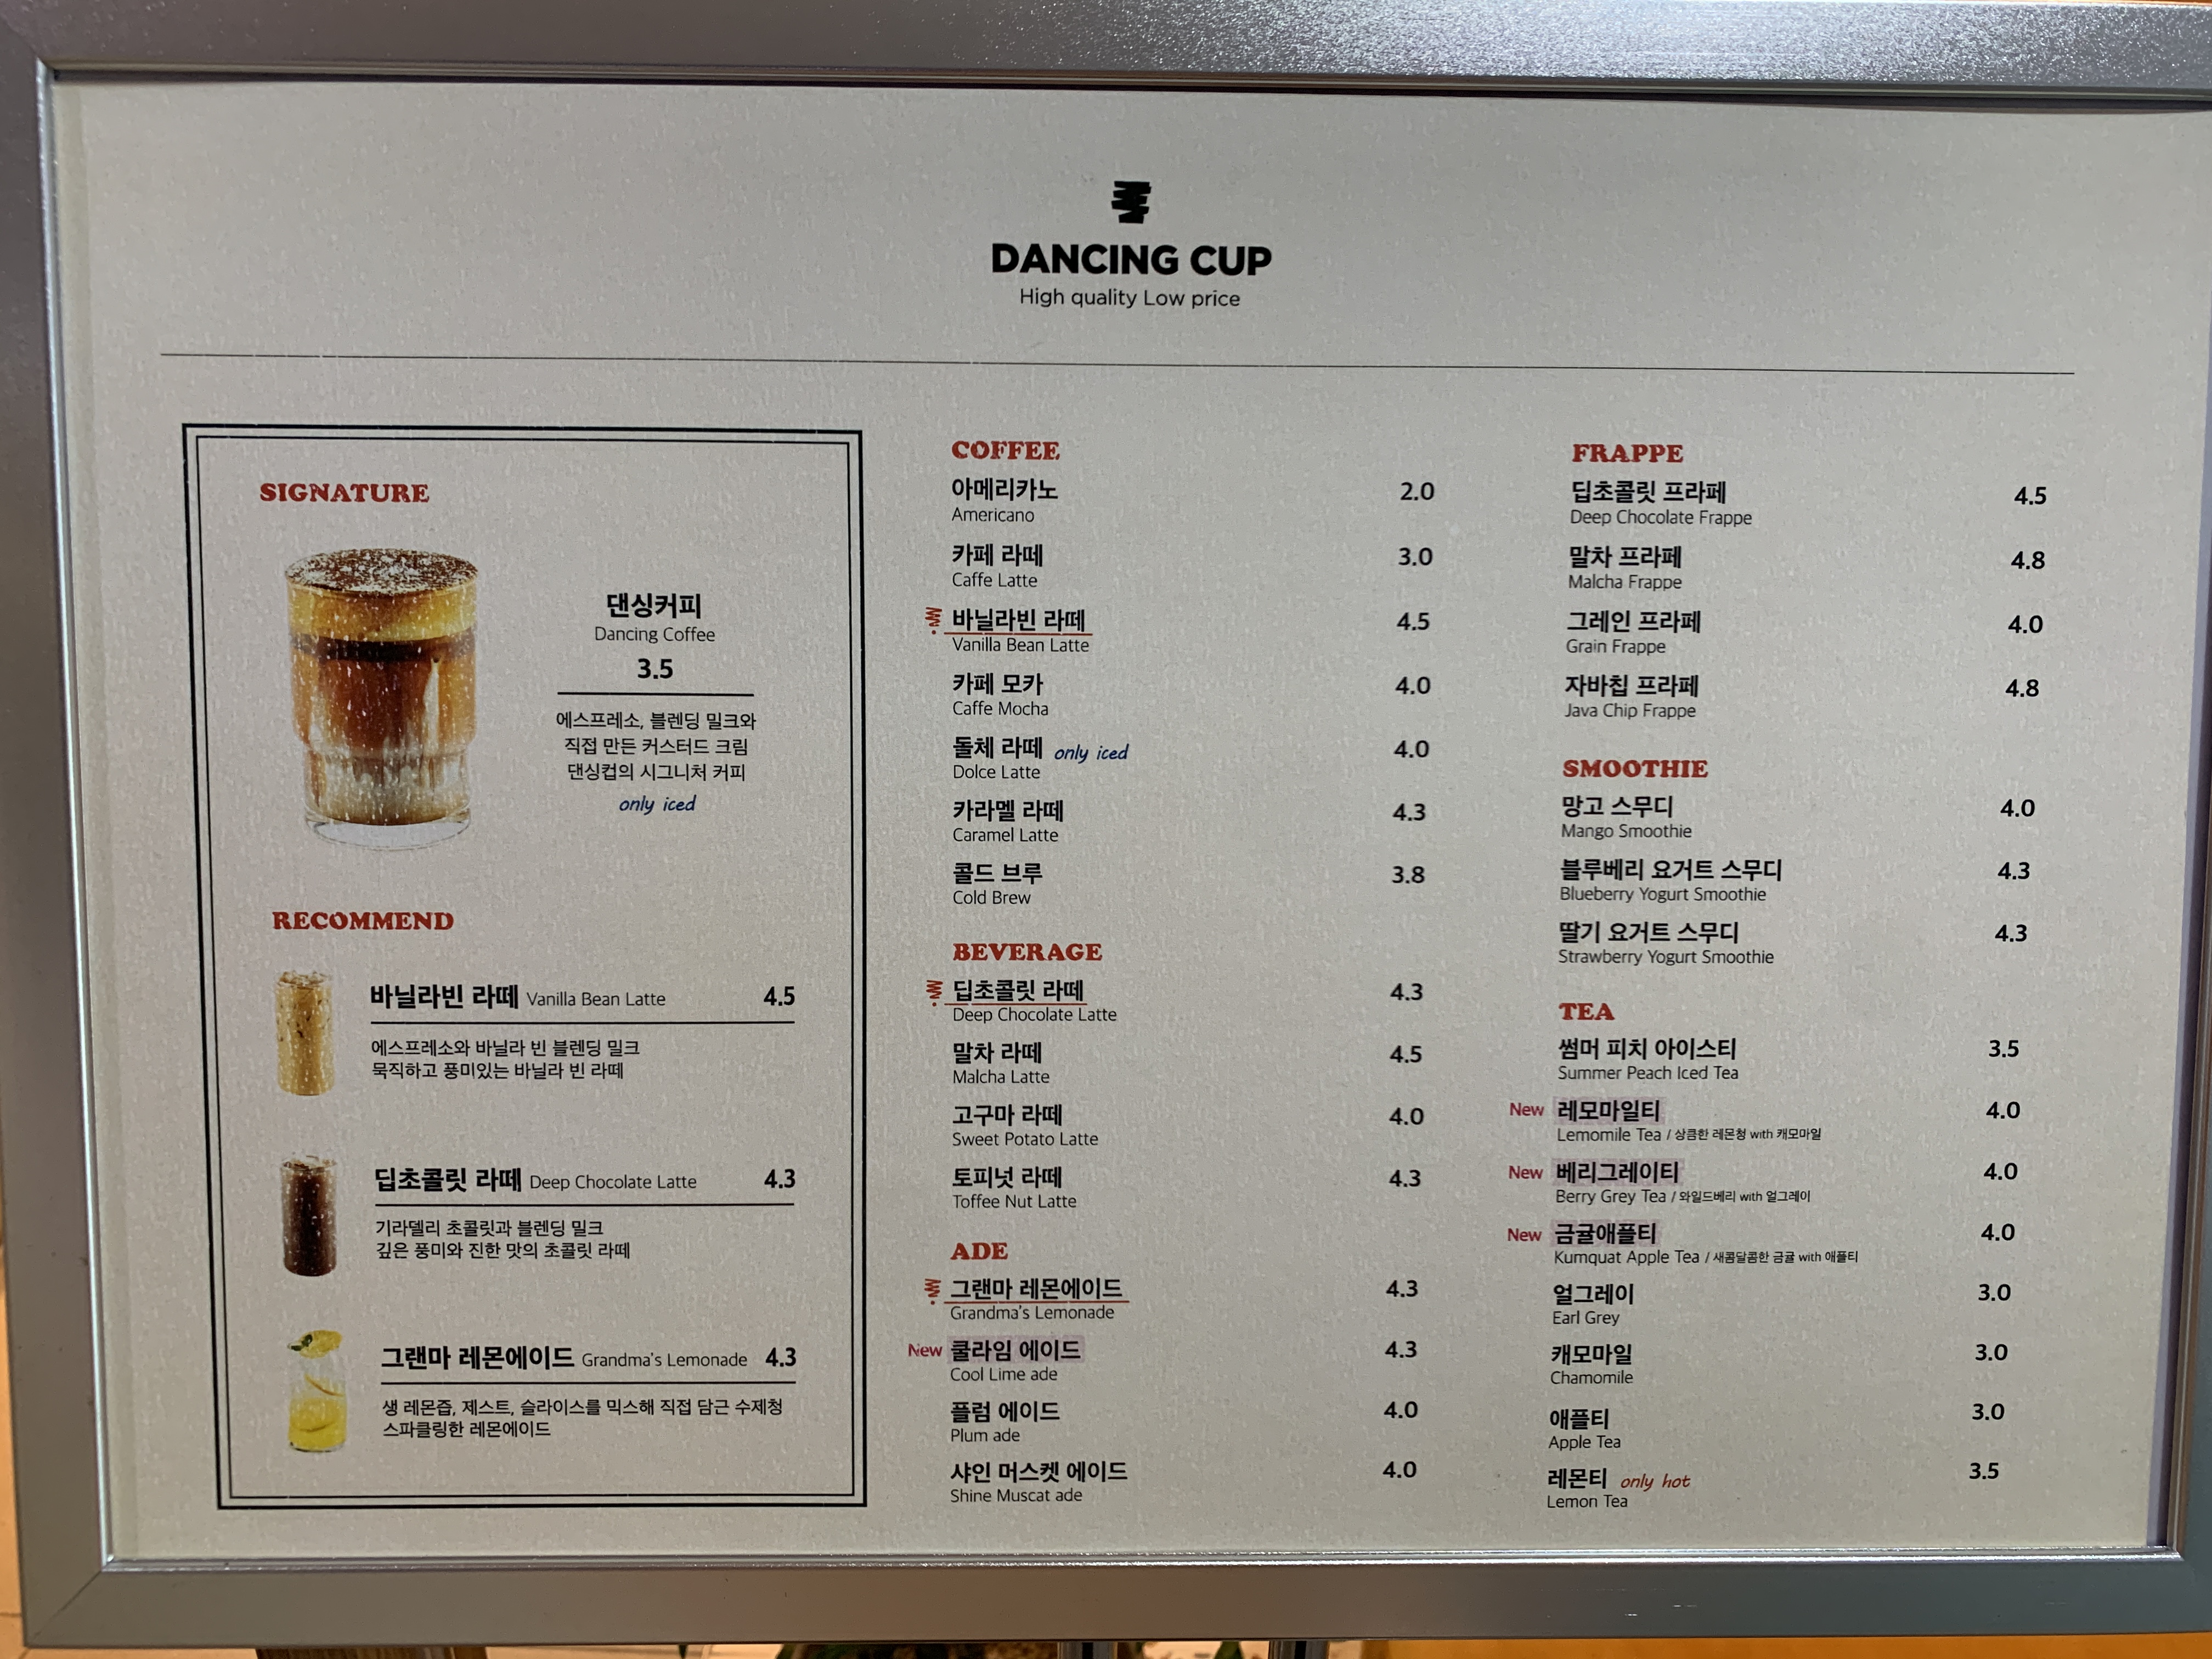 DANCING CUP
High quality Low price
SIGNATURE
댄싱커피
Dancing Coffee
3.5
에스프레소, 블렌딩 밀크와
직접 만든 커스터드 크림
댄싱컵의 시그니처 커피
only iced
RECOMMEND
바닐라빈 라떼 Vanilla Bean Latte 4.5
에스프레소와 바닐라 빈 블렌딩 밀크
묵직하고 풍미있는 바닐라 빈 라떼
딥초콜릿 라떼 Deep Chocolate Latte 4.3
기라델리 초콜릿과 블렌딩 밀크
깊은 풍미와 진한 맛의 초콜릿 라떼
그랜마 레몬에이드 Grandma's Lemonade 4.3
생 레몬즙, 제스트, 슬라이스를 믹스해 직접 담근 수제청
스파클링한 레몬에이드
COFFEE
아메리카노 2.0
Americano
카페 라떼 3.0
Caffe Latte
바닐라빈 라떼 4.5
Vanilla Bean Latte
카페 모카 4.0
Caffe Mocha
돌체 라떼 only iced 4.0
Dolce Latte
카라멜 라떼 4.3
Caramel Latte
콜드 브루 3.8
Cold Brew
BEVERAGE
딥초콜릿 라떼 4.3
Deep Chocolate Latte
말차 라떼 4.5
Malcha Latte
고구마 라떼 4.0
Sweet Potato Latte
토피넛 라떼 4.3
Toffee Nut Latte
ADE
그랜마 레몬에이드 4.3
Grandma's Lemonade
New 쿨라임 에이드 4.3
Cool Lime ade
플럼 에이드 4.0
Plum ade
샤인 머스켓 에이드 4.0
Shine Muscat ade
FRAPPE
딥초콜릿 프라페 4.5
Deep Chocolate Frappe
말차 프라페 4.8
Malcha Frappe
그레인 프라페 4.0
Grain Frappe
자바칩 프라페 4.8
Java Chip Frappe
SMOOTHIE
망고 스무디 4.0
Mango Smoothie
블루베리 요거트 스무디 4.3
Blueberry Yogurt Smoothie
딸기 요거트 스무디 4.3
Strawberry Yogurt Smoothie
TEA
썸머 피치 아이스티 3.5
Summer Peach Iced Tea
New 레모마일티 4.0
Lemomile Tea / 상큼한 레몬청 with 캐모마일
New 베리그레이티 4.0
Berry Grey Tea / 와일드베리 with 얼그레이
New 금귤애플티 4.0
Kumquat Apple Tea / 새콤달콤한 금귤 with 애플티
얼그레이 3.0
Earl Grey
캐모마일 3.0
Chamomile
애플티 3.0
Apple Tea
레몬티 only hot 3.5
Lemon Tea